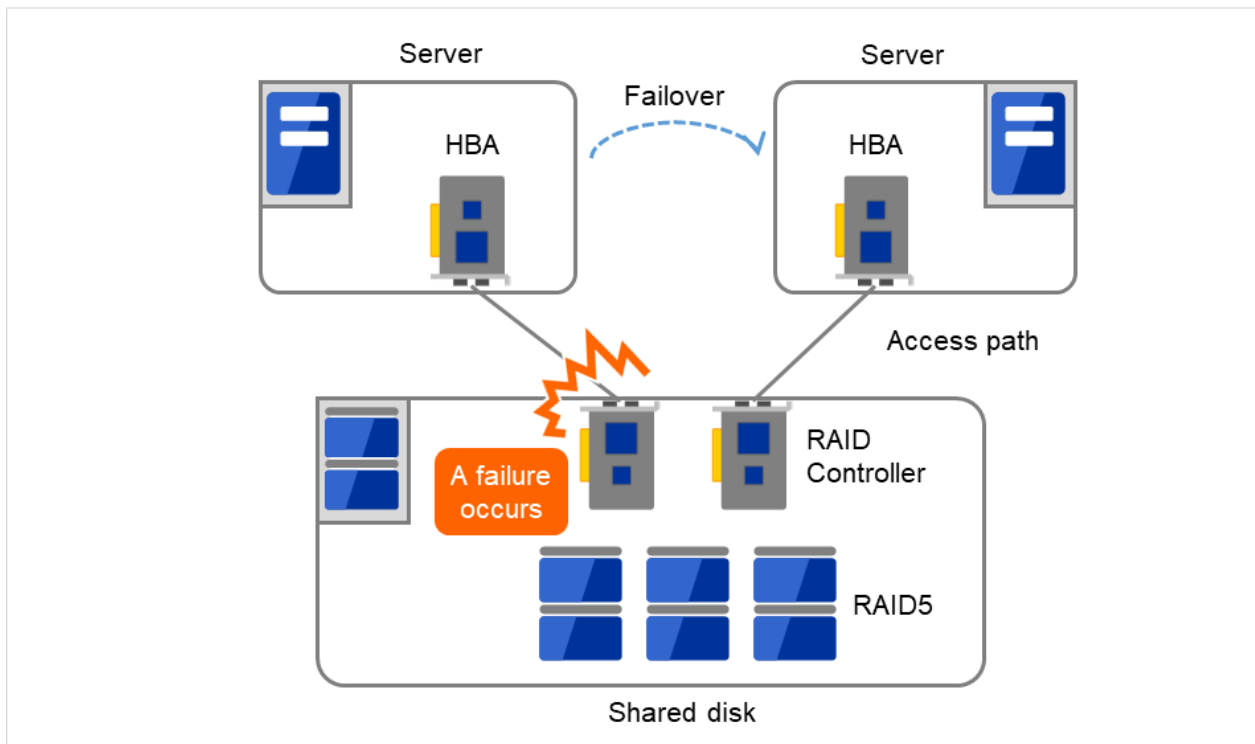 Server
Server
Failover
HBA
HBA
Access path
RAID
Controller
A failure
occurs
RAID5
Shared disk